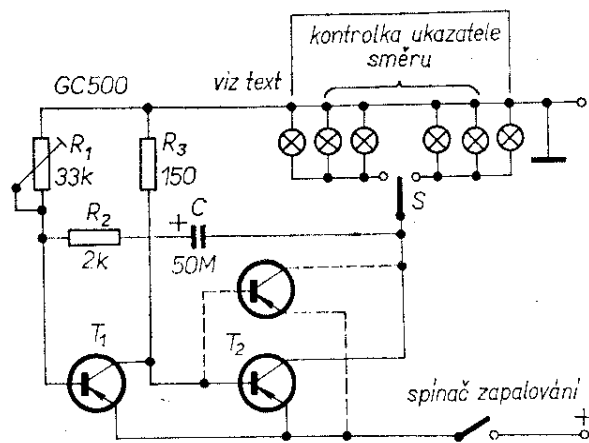 kontrolka ukazatele
směru
GC500
viz text
R1
33k
R3
150
R2
2k
+
C
50M
S
T1
T2
spínač zapalování
+